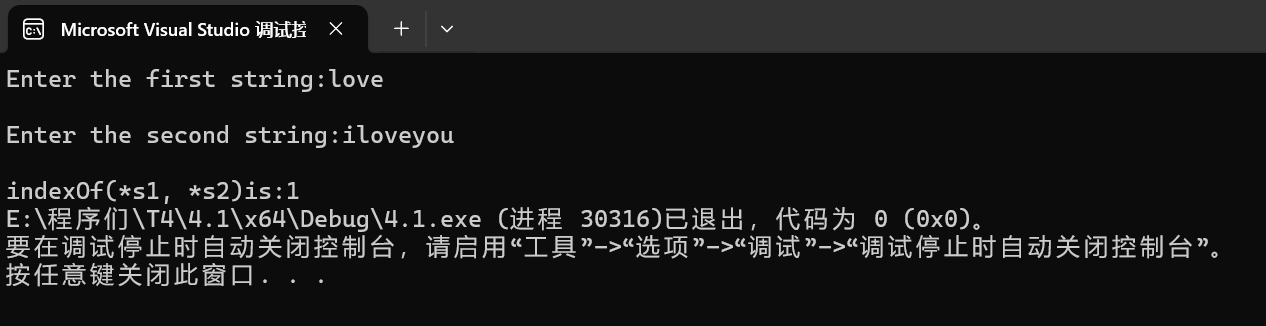 Microsoft Visual Studio 调试控
Enter the first string:love
Enter the second string:iloveyou
indexOf(*s1, *s2)is:1
E:\程序们\T4\4.1\x64\Debug\4.1.exe (进程 30316)已退出，代码为 0 (0x0)。
要在调试停止时自动关闭控制台，请启用“工具”->“选项”->“调试”->“调试停止时自动关闭控制台”。
按任意键关闭此窗口. . .